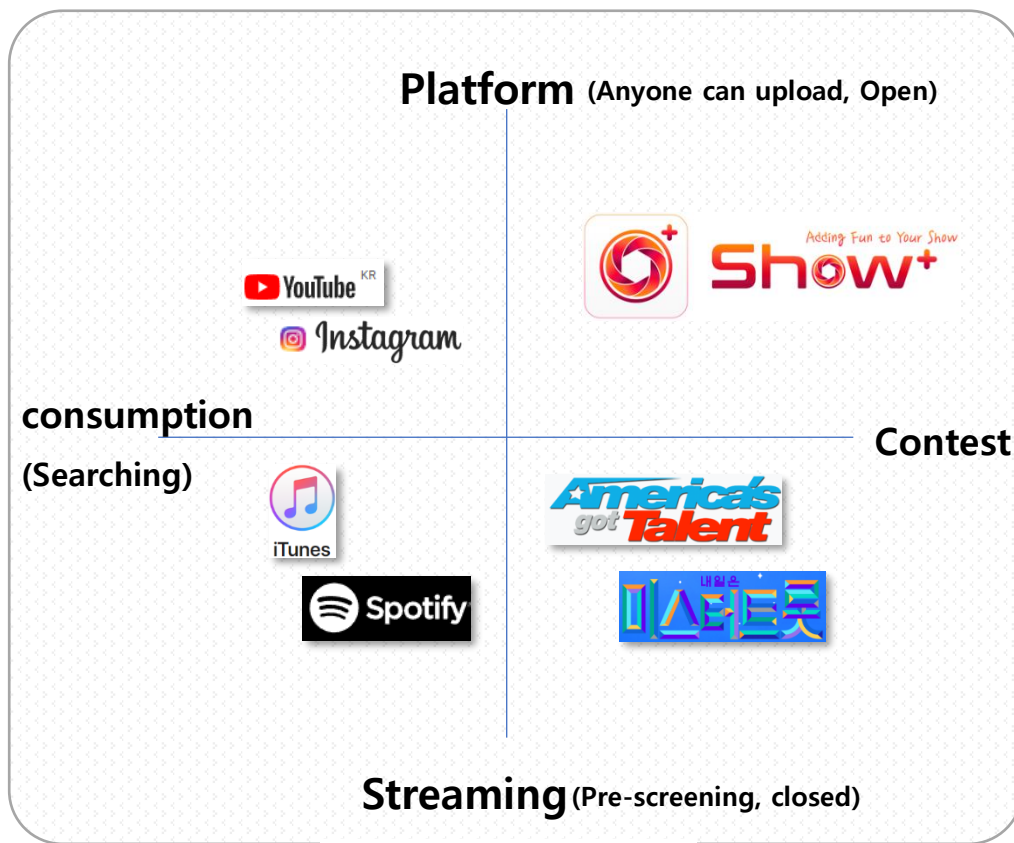 Platform (Anyone can upload, Open)
Adding Fun to Your Show
Show+
YouTube KR
Instagram
consumption
(Searching)
Contest
America's
got Talent
iTunes
내일은
미스터트롯
Spotify
Streaming (Pre-screening, closed)